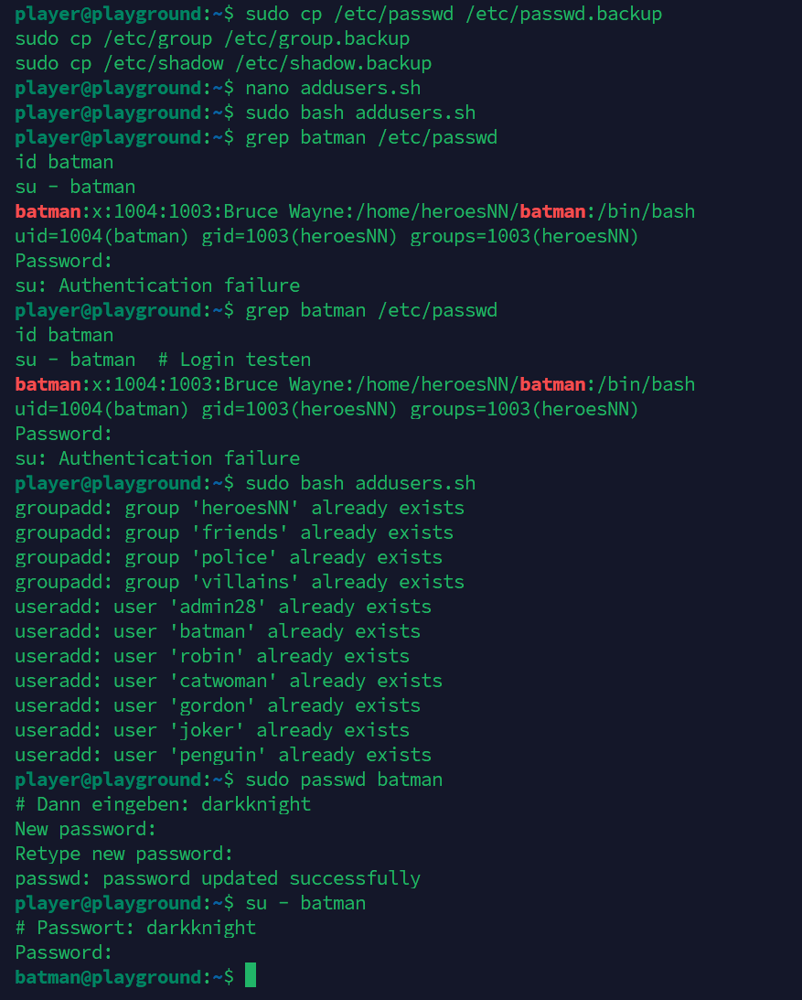 player@playground:~$ sudo cp /etc/passwd /etc/passwd.backup
sudo cp /etc/group /etc/group.backup
sudo cp /etc/shadow /etc/shadow.backup
player@playground:~$ nano addusers.sh
player@playground:~$ sudo bash addusers.sh
player@playground:~$ grep batman /etc/passwd
id batman
su - batman
batman:x:1004:1003:Bruce Wayne:/home/heroesNN/batman:/bin/bash
uid=1004(batman) gid=1003(heroesNN) groups=1003(heroesNN)
Password:
su: Authentication failure
player@playground:~$ grep batman /etc/passwd
id batman
su - batman  # Login testen
batman:x:1004:1003:Bruce Wayne:/home/heroesNN/batman:/bin/bash
uid=1004(batman) gid=1003(heroesNN) groups=1003(heroesNN)
Password:
su: Authentication failure
player@playground:~$ sudo bash addusers.sh
groupadd: group 'heroesNN' already exists
groupadd: group 'friends' already exists
groupadd: group 'police' already exists
groupadd: group 'villains' already exists
useradd: user 'admin28' already exists
useradd: user 'batman' already exists
useradd: user 'robin' already exists
useradd: user 'catwoman' already exists
useradd: user 'gordon' already exists
useradd: user 'joker' already exists
useradd: user 'penguin' already exists
player@playground:~$ sudo passwd batman
# Dann eingeben: darkknight
New password:
Retype new password:
passwd: password updated successfully
player@playground:~$ su - batman
# Passwort: darkknight
Password:
batman@playground:~$